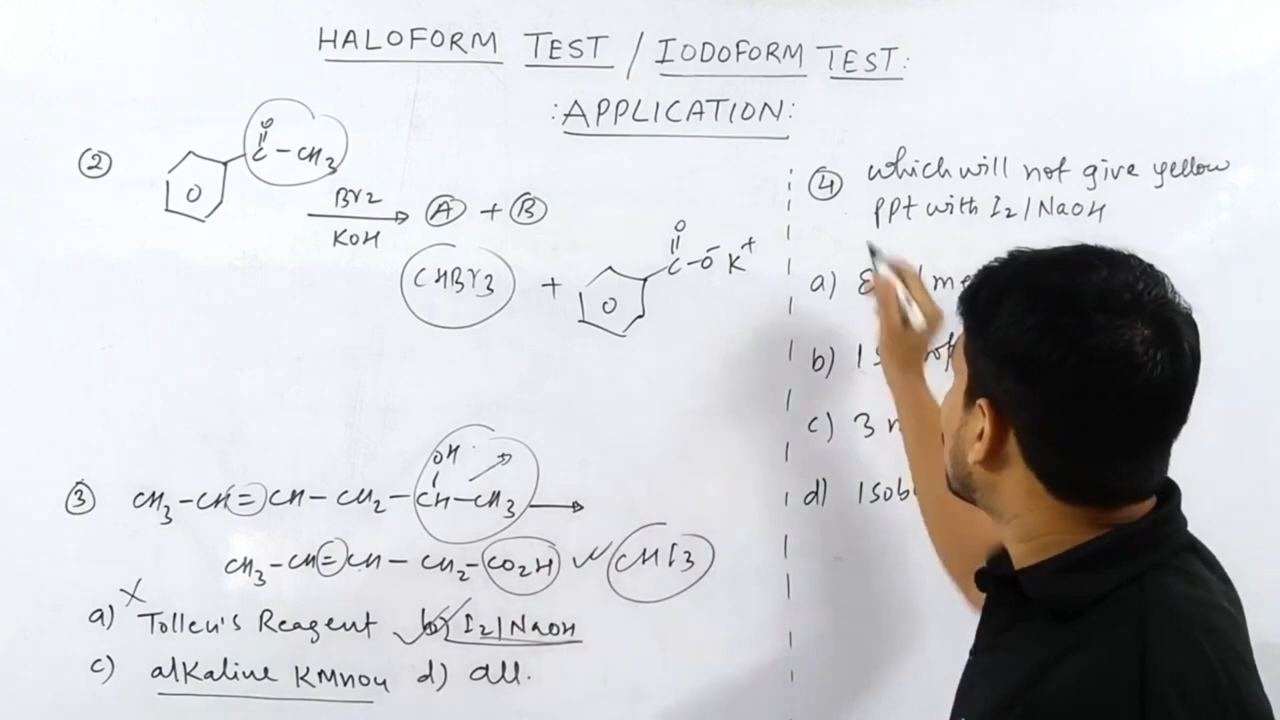 HALOFORM TEST / IODOFORM TEST:
:APPLICATION:
② O
C-CH3
O
Br2
KOH
Ⓐ + Ⓑ
CHBr3 + O
C-O⁻ K⁺
O
③ CH3-CH=CH-CH2-CH-CH3
OH
CH3-CH=CH-CH2-CO2H ✓ CHI3
a) Tollen's Reagent b) I2/NaOH
c) alkaline KMnO4 d) all.
④ which will not give yellow
ppt with I2/NaOH
a)
b)
c) 3
d)